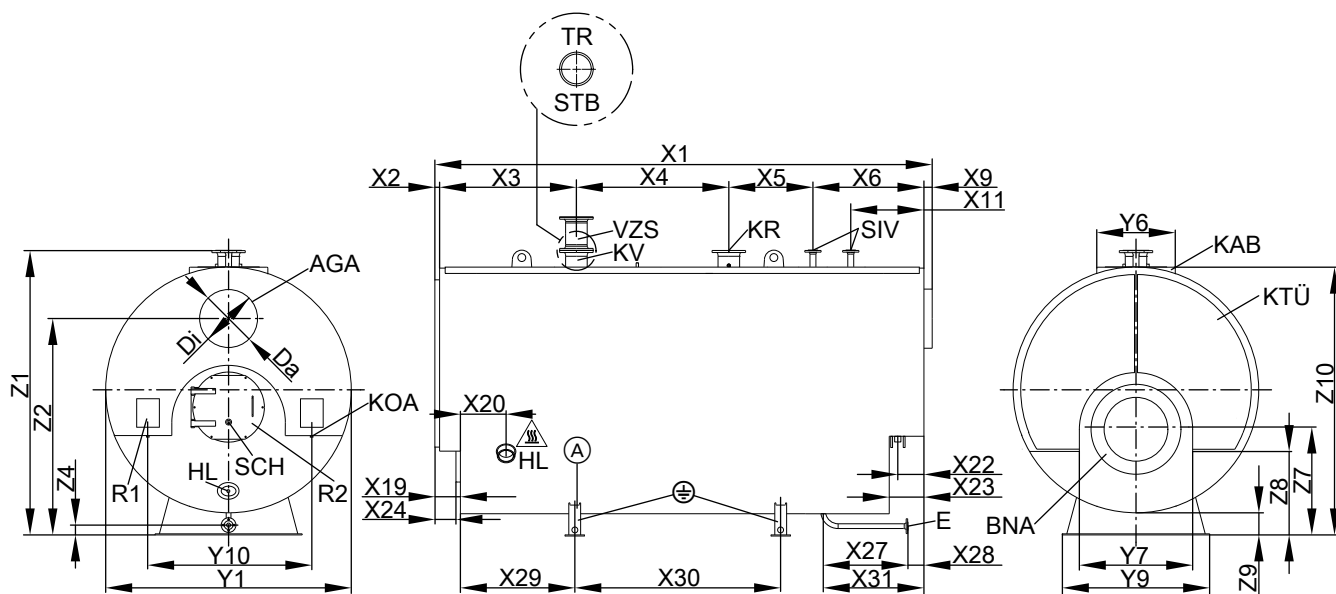 TR
STB
X1
X2
X3
X4
X5
X6
X9
X11
VZS
KV
KR
SIV
Y6
KAB
KTÜ
AGA
Di
Da
Z1
Z2
Z4
KOA
SCH
HL
R1
R2
Y10
Y1
X20
HL
A
X19
X24
X22
X23
E
X27
X28
X29
X30
X31
BNA
Y7
Y9
Z9
Z8
Z7
Z10